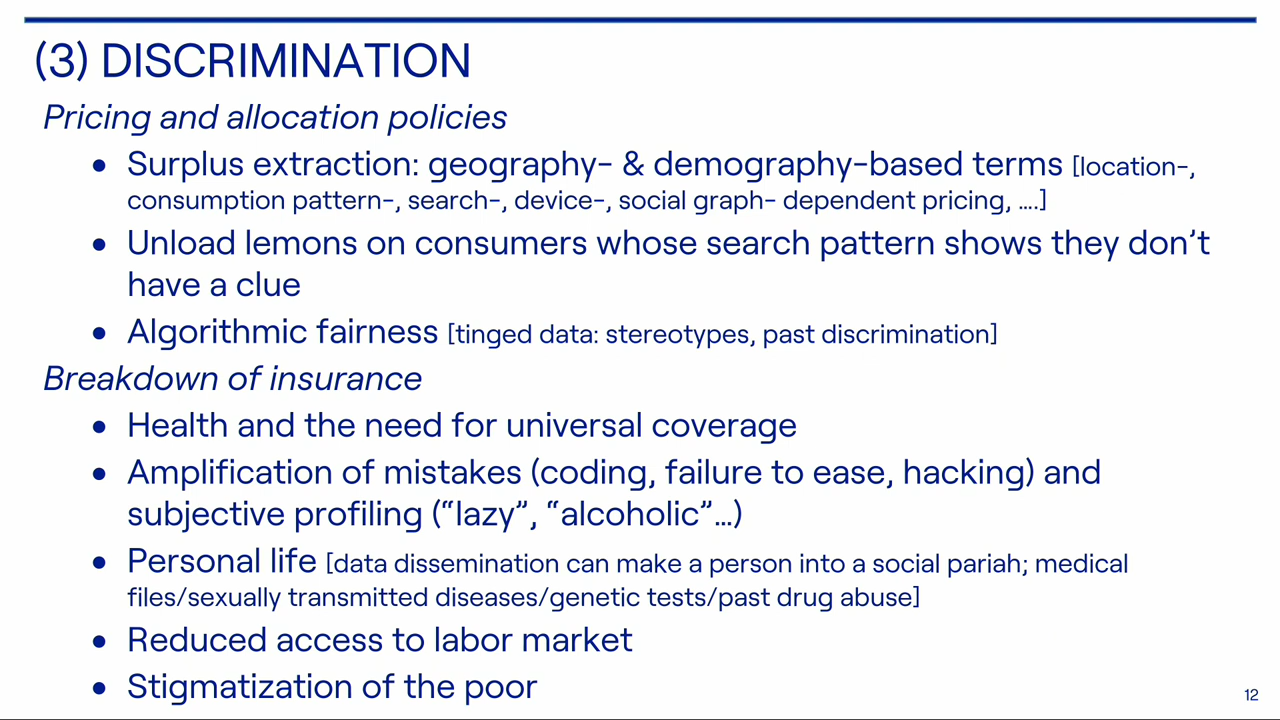 (3) DISCRIMINATION
Pricing and allocation policies
● Surplus extraction: geography- & demography-based terms [location-,
consumption pattern-, search-, device-, social graph- dependent pricing, ….]
● Unload lemons on consumers whose search pattern shows they don’t
have a clue
● Algorithmic fairness [tinged data: stereotypes, past discrimination]
Breakdown of insurance
● Health and the need for universal coverage
● Amplification of mistakes (coding, failure to ease, hacking) and
subjective profiling (“lazy”, “alcoholic”…)
● Personal life [data dissemination can make a person into a social pariah; medical
files/sexually transmitted diseases/genetic tests/past drug abuse]
● Reduced access to labor market
● Stigmatization of the poor
12